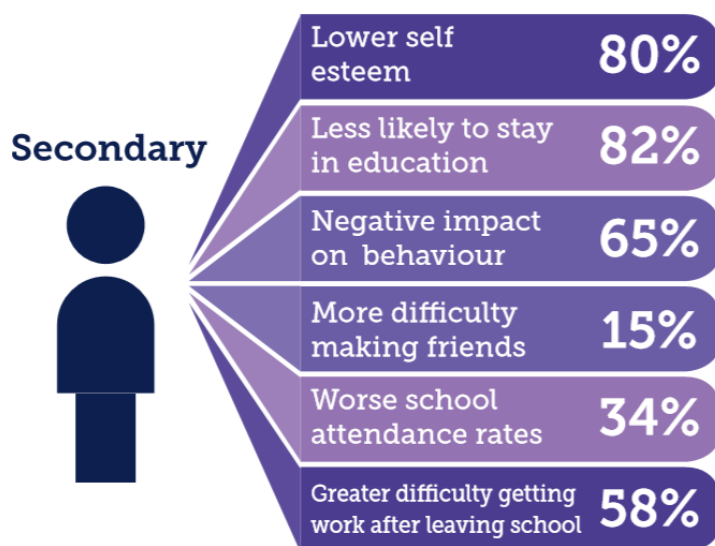 Secondary
Lower self
esteem
80%
Less likely to stay
in education
82%
Negative impact
on behaviour
65%
More difficulty
making friends
15%
Worse school
attendance rates
34%
Greater difficulty getting
work after leaving school
58%